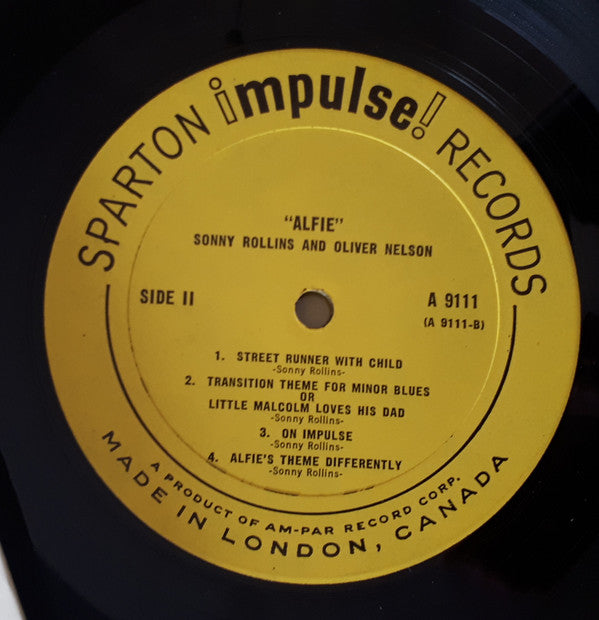 SPARTON impulse! RECORDS
"ALFIE"
SONNY ROLLINS AND OLIVER NELSON
SIDE II
A 9111
(A 9111-B)
1. STREET RUNNER WITH CHILD
-Sonny Rollins-
2. TRANSITION THEME FOR MINOR BLUES
OR
LITTLE MALCOLM LOVES HIS DAD
-Sonny Rollins-
3. ON IMPULSE
-Sonny Rollins-
4. ALFIE'S THEME DIFFERENTLY
-Sonny Rollins-
A PRODUCT OF AM-PAR RECORD CORP.
MADE IN LONDON, CANADA